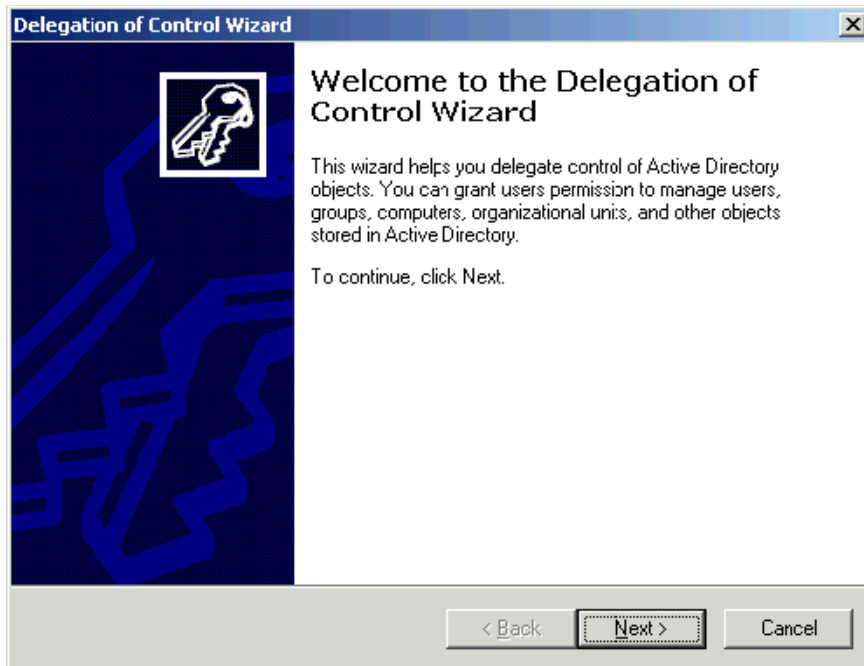 Delegation of Control Wizard
Welcome to the Delegation of
Control Wizard
This wizard helps you delegate control of Active Directory
objects. You can grant users permission to manage users,
groups, computers, organizational units, and other objects
stored in Active Directory.
To continue, click Next.
< Back
Next >
Cancel